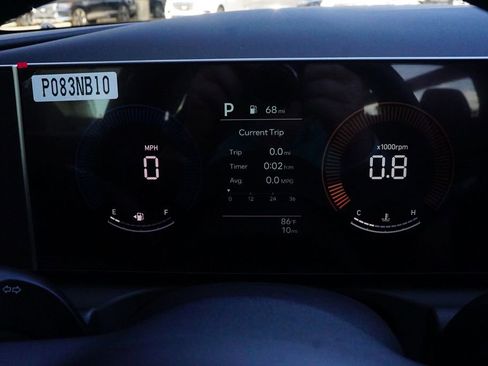 P083NB10
P 68 mi
Current Trip
MPH
0
Trip 0.0 mi
Timer 0:02 h:m
Avg. 0.0 MPG
0 12 24 36
x1000rpm
0.8
E F
C H
86°F
10 mi